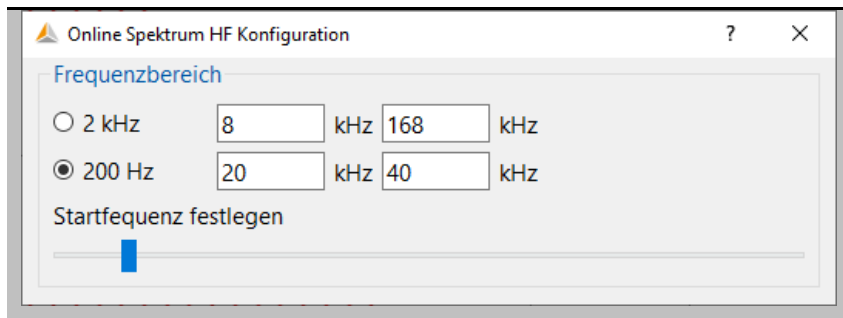 Online Spektrum HF Konfiguration ?
Frequenzbereich
2 kHz 8 kHz 168 kHz
200 Hz 20 kHz 40 kHz
Startfequenz festlegen